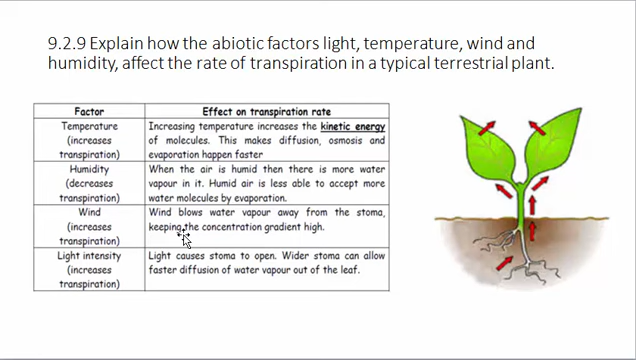 9.2.9 Explain how the abiotic factors light, temperature, wind and
humidity, affect the rate of transpiration in a typical terrestrial plant.
Factor
Effect on transpiration rate
Temperature
(increases
transpiration)
Increasing temperature increases the kinetic energy
of molecules. This makes diffusion, osmosis and
evaporation happen faster
Humidity
(decreases
transpiration)
When the air is humid then there is more water
vapour in it. Humid air is less able to accept more
water molecules by evaporation.
Wind
(increases
transpiration)
Wind blows water vapour away from the stoma,
keeping the concentration gradient high.
Light intensity
(increases
transpiration)
Light causes stoma to open. Wider stoma can allow
faster diffusion of water vapour out of the leaf.